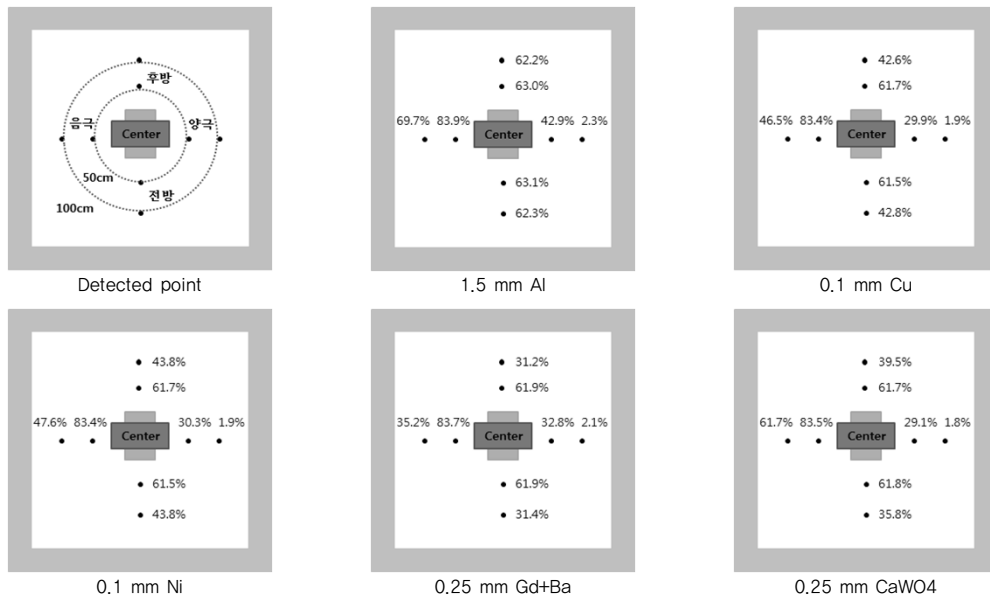 후방
음극
Center
양극
50cm
전방
100cm
Detected point
62.2%
63.0%
69.7% 83.9% Center 42.9% 2.3%
63.1%
62.3%
1.5 mm Al
42.6%
61.7%
46.5% 83.4% Center 29.9% 1.9%
61.5%
42.8%
0.1 mm Cu
43.8%
61.7%
47.6% 83.4% Center 30.3% 1.9%
61.5%
43.8%
0.1 mm Ni
31.2%
61.9%
35.2% 83.7% Center 32.8% 2.1%
61.9%
31.4%
0.25 mm Gd+Ba
39.5%
61.7%
61.7% 83.5% Center 29.1% 1.8%
61.8%
35.8%
0.25 mm CaWO4